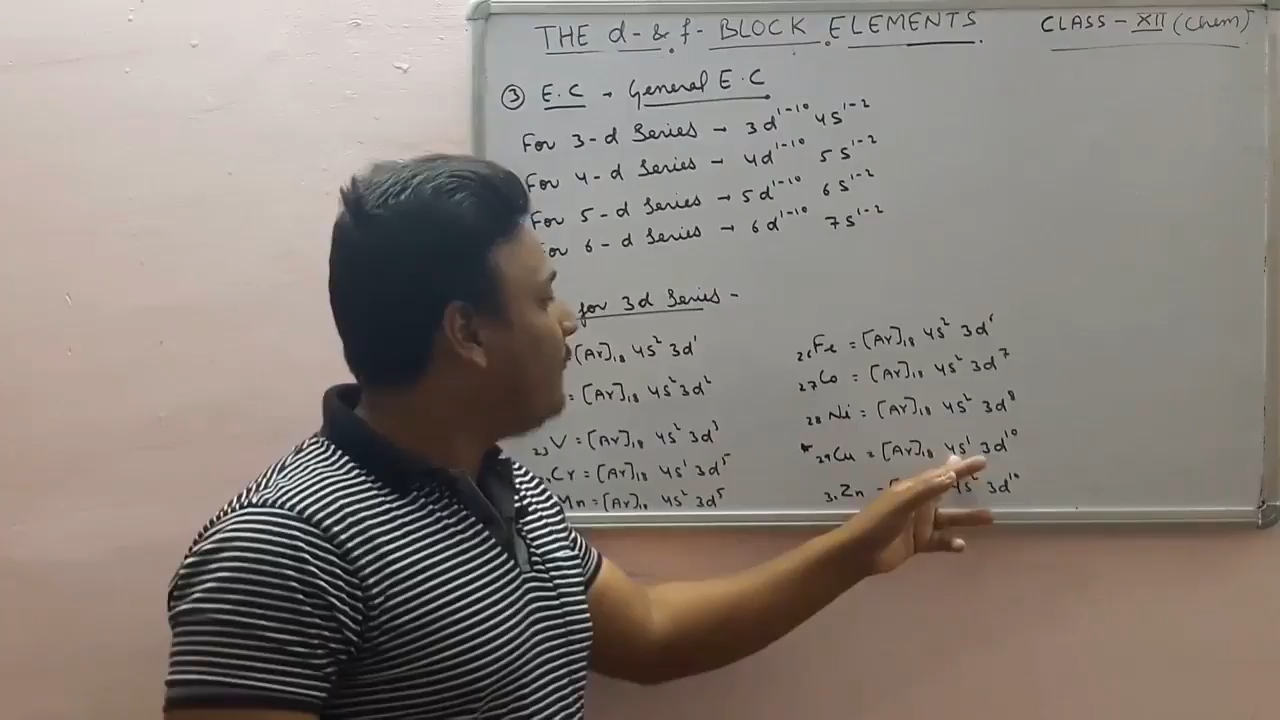 THE d- & f- BLOCK ELEMENTS
CLASS - XII (Chem)
③ E.C → General E.C
For 3-d Series → 3d¹⁻¹⁰ 4s¹⁻²
For 4-d Series → 4d¹⁻¹⁰ 5s¹⁻²
For 5-d Series → 5d¹⁻¹⁰ 6s¹⁻²
For 6-d Series → 6d¹⁻¹⁰ 7s¹⁻²
for 3d Series -
[Ar]₁₈ 4s² 3d¹
= [Ar]₁₈ 4s² 3d²
₂₃V = [Ar]₁₈ 4s² 3d³
Cr = [Ar]₁₈ 4s¹ 3d⁵
Mn = [Ar]₁₈ 4s² 3d⁵
₂₆Fe = [Ar]₁₈ 4s² 3d⁶
₂₇Co = [Ar]₁₈ 4s² 3d⁷
₂₈Ni = [Ar]₁₈ 4s² 3d⁸
* ₂₉Cu = [Ar]₁₈ 4s¹ 3d¹⁰
₃₀Zn = [ 4s² 3d¹⁰